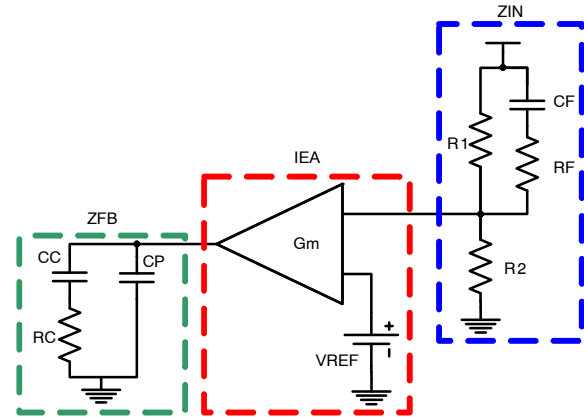 ZIN
CF
R1
RF
IEA
ZFB
Gm
CC
CP
R2
RC
+
VREF
-